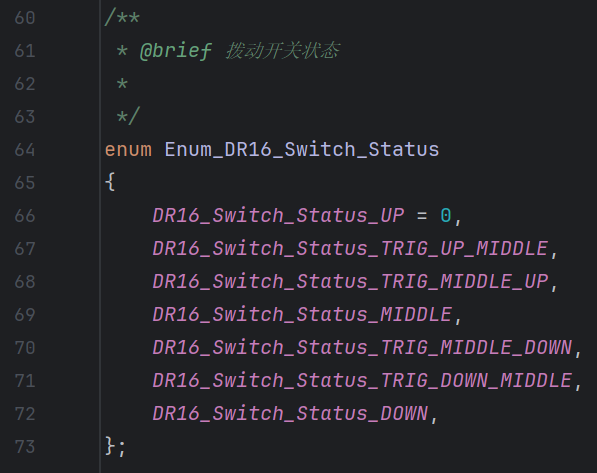 60 /**
61  * @brief 拨动开关状态
62  *
63  */
64 enum Enum_DR16_Switch_Status
65 {
66     DR16_Switch_Status_UP = 0,
67     DR16_Switch_Status_TRIG_UP_MIDDLE,
68     DR16_Switch_Status_TRIG_MIDDLE_UP,
69     DR16_Switch_Status_MIDDLE,
70     DR16_Switch_Status_TRIG_MIDDLE_DOWN,
71     DR16_Switch_Status_TRIG_DOWN_MIDDLE,
72     DR16_Switch_Status_DOWN,
73 };